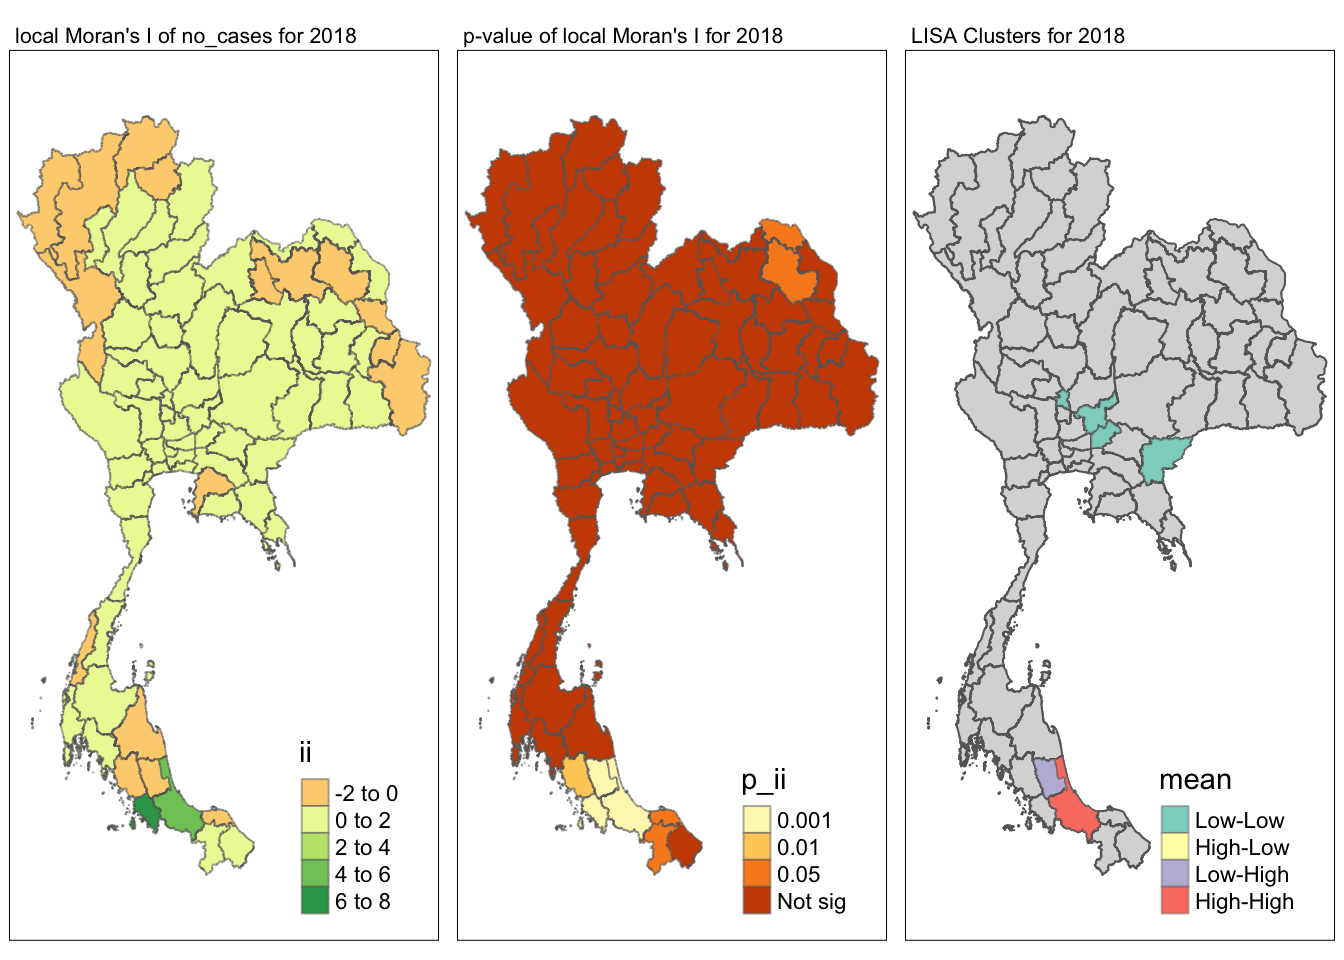 local Moran's I of no_cases for 2018
p-value of local Moran's I for 2018
LISA Clusters for 2018
ii
-2 to 0
0 to 2
2 to 4
4 to 6
6 to 8
p_ii
0.001
0.01
0.05
Not sig
mean
Low-Low
High-Low
Low-High
High-High